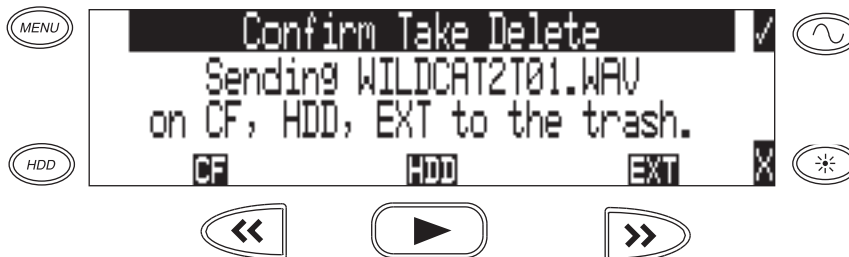 MENU
Confirm Take Delete ✓
Sending WILDCAT2T01.WAV
on CF, HDD, EXT to the trash.
HDD
CF HDD EXT X